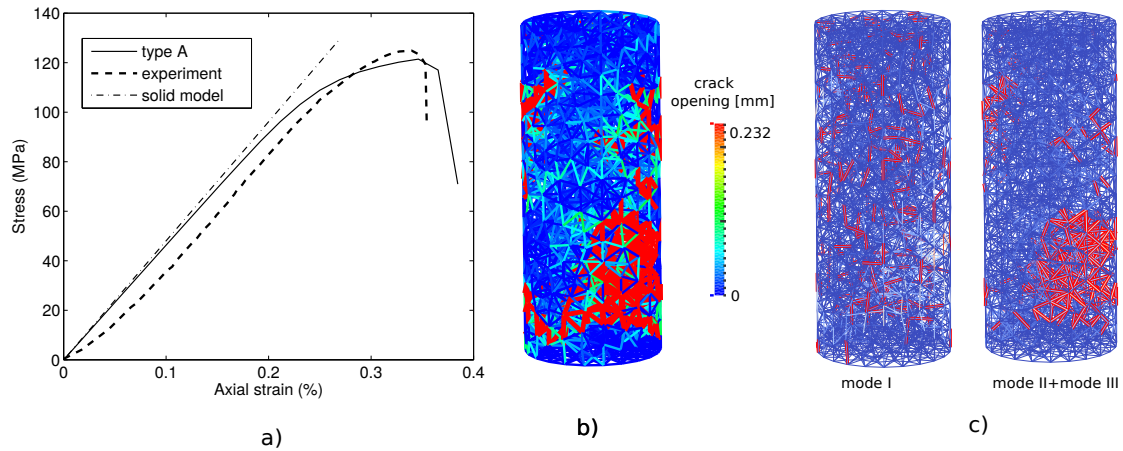 140
120
100
80
60
40
20
0
Stress (MPa)
type A
experiment
solid model
0
0.1
0.2
0.3
0.4
Axial strain (%)
a)
crack
opening [mm]
0.232
0
b)
mode I
mode II+mode III
c)